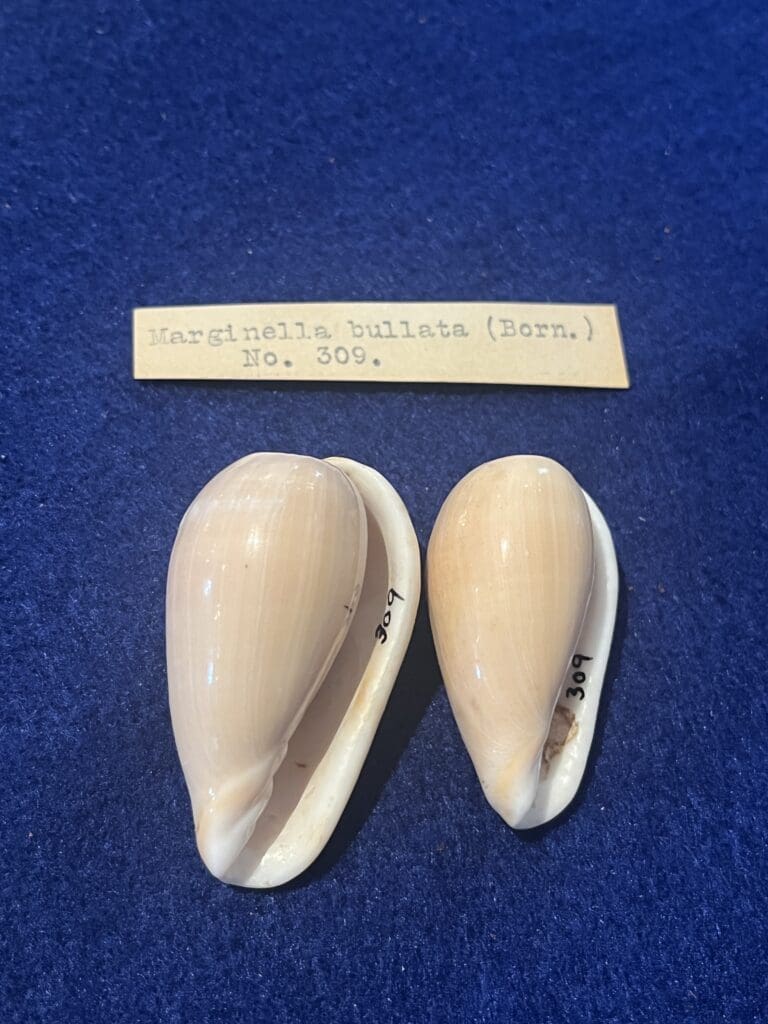 Marginella bullata (Born.)
No. 309.
309
309